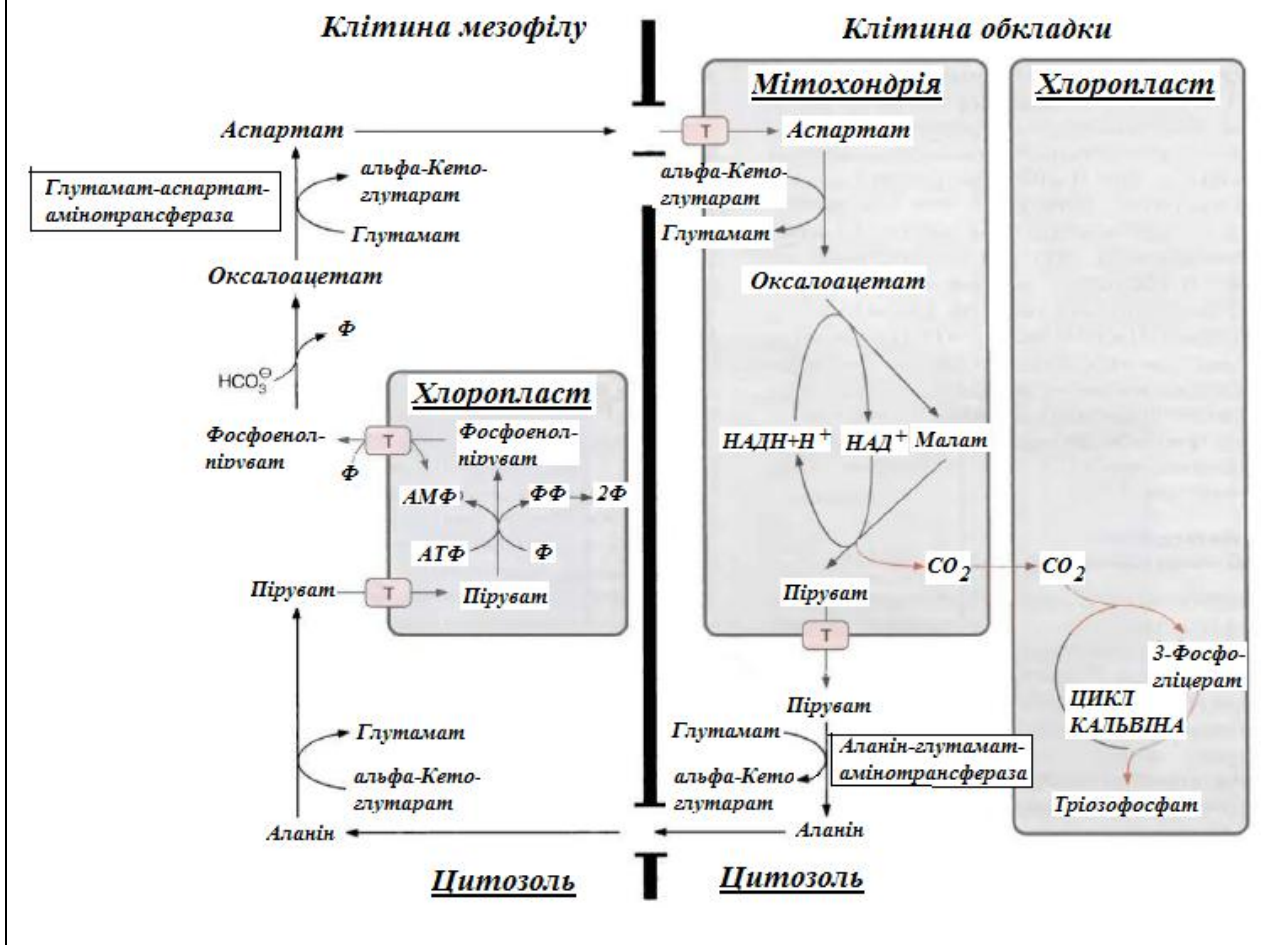 Клітина мезофілу
Клітина обкладки
Мітохондрія
Хлоропласт
Аспартат
Т
Аспартат
Глутамат-аспартат-
амінотрансфераза
альфа-Кето-
глутарат
Глутамат
альфа-Кето-
глутарат
Глутамат
Оксалоацетат
Оксалоацетат
Ф
HCO3⊖
Хлоропласт
Фосфоенол-
піруват
Т
Ф
Фосфоенол-
піруват
АМФ
ФФ
2Ф
АТФ
Ф
НАДН+Н+
НАД+
Малат
Піруват
Т
Піруват
CO2
CO2
Піруват
Т
3-Фосфо-
гліцерат
ЦИКЛ
КАЛЬВІНА
Тріозофосфат
Піруват
Глутамат
альфа-Кето-
глутарат
Глутамат
альфа-Кето-
глутарат
Аланін-глутамат-
амінотрансфераза
Аланін
Аланін
Цитозоль
Цитозоль